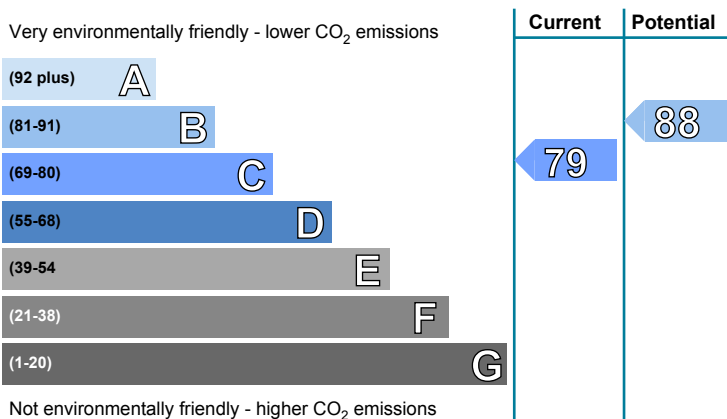 Current Potential
Very environmentally friendly - lower CO2 emissions
(92 plus) A
(81-91) B
88
(69-80) C
79
(55-68) D
(39-54 E
(21-38) F
(1-20) G
Not environmentally friendly - higher CO2 emissions